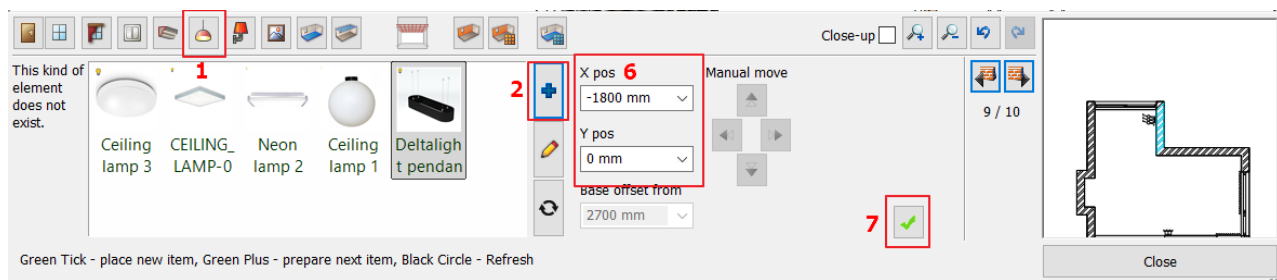 Close-up
1
This kind of
element
does not
exist.
Ceiling
lamp 3
CEILING_
LAMP-0
Neon
lamp 2
Ceiling
lamp 1
Deltaligh
t pendan
2
X pos 6
-1800 mm
Y pos
0 mm
Base offset from
2700 mm
Manual move
7
9 / 10
Green Tick - place new item, Green Plus - prepare next item, Black Circle - Refresh
Close